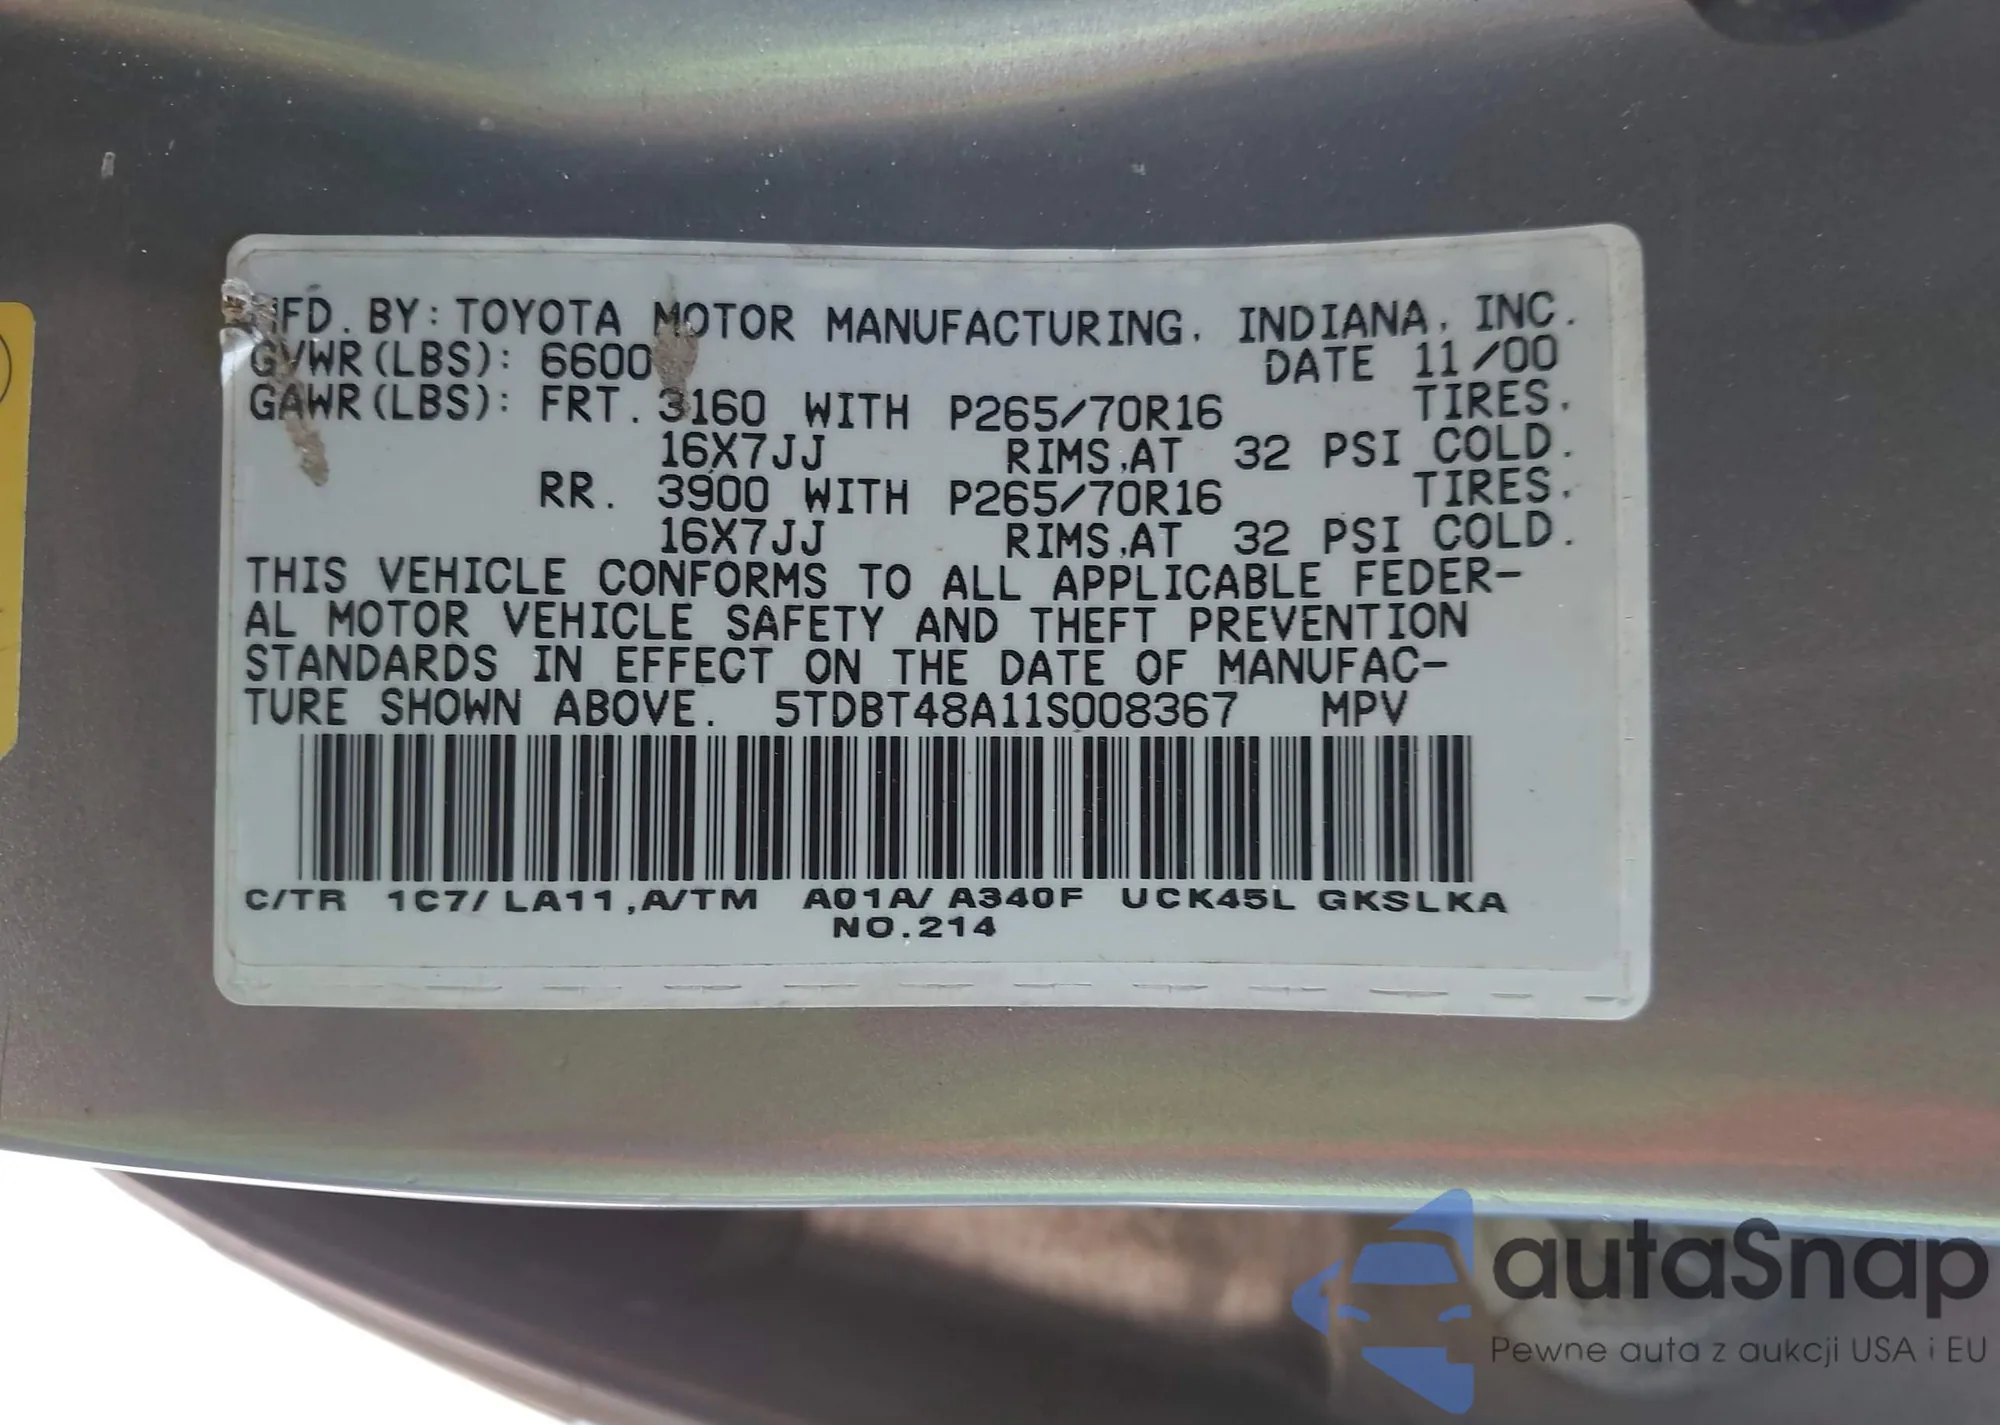 MFD. BY: TOYOTA MOTOR MANUFACTURING, INDIANA, INC.
GVWR(LBS): 6600 DATE 11/00
GAWR(LBS): FRT. 3160 WITH P265/70R16 TIRES,
16X7JJ RIMS,AT 32 PSI COLD.
RR. 3900 WITH P265/70R16 TIRES,
16X7JJ RIMS,AT 32 PSI COLD.
THIS VEHICLE CONFORMS TO ALL APPLICABLE FEDER-
AL MOTOR VEHICLE SAFETY AND THEFT PREVENTION
STANDARDS IN EFFECT ON THE DATE OF MANUFAC-
TURE SHOWN ABOVE. 5TDBT48A11S008367 MPV
C/TR 1C7/LA11,A/TM A01A/A340F UCK45L GKSLKA
NO.214
autaSnap
Pewne auta z aukcji USA i EU